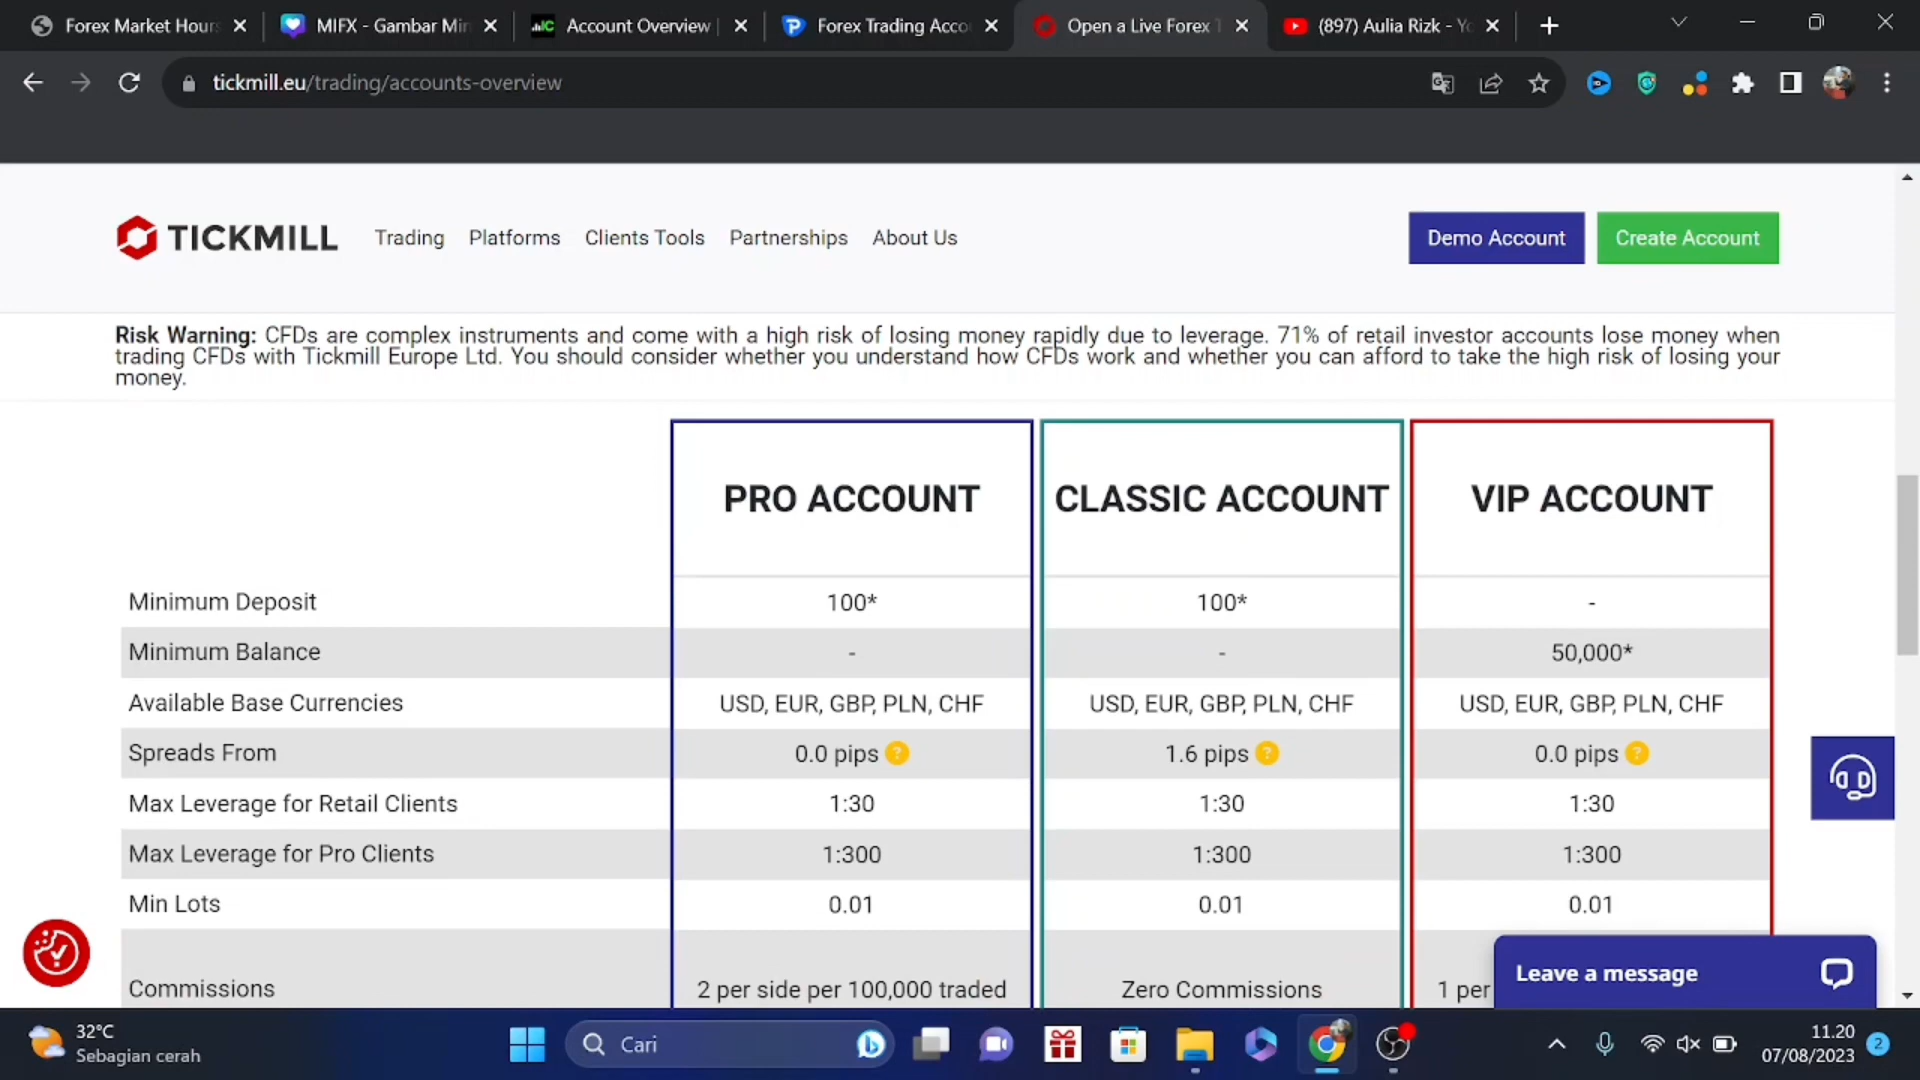 Forex Market Hour
MIFX - Gambar Min
Account Overview
Forex Trading Acco
Open a Live Forex T
(897) Aulia Rizk - Yo
tickmill.eu/trading/accounts-overview
TICKMILL
Trading
Platforms
Clients Tools
Partnerships
About Us
Demo Account
Create Account
Risk Warning: CFDs are complex instruments and come with a high risk of losing money rapidly due to leverage. 71% of retail investor accounts lose money when
trading CFDs with Tickmill Europe Ltd. You should consider whether you understand how CFDs work and whether you can afford to take the high risk of losing your
money.
PRO ACCOUNT CLASSIC ACCOUNT VIP ACCOUNT
Minimum Deposit 100* 100* -
Minimum Balance - - 50,000*
Available Base Currencies USD, EUR, GBP, PLN, CHF USD, EUR, GBP, PLN, CHF USD, EUR, GBP, PLN, CHF
Spreads From 0.0 pips ? 1.6 pips ? 0.0 pips ?
Max Leverage for Retail Clients 1:30 1:30 1:30
Max Leverage for Pro Clients 1:300 1:300 1:300
Min Lots 0.01 0.01 0.01
Commissions 2 per side per 100,000 traded Zero Commissions 1 per
Leave a message
32°C
Sebagian cerah
Cari
11.20
07/08/2023
2